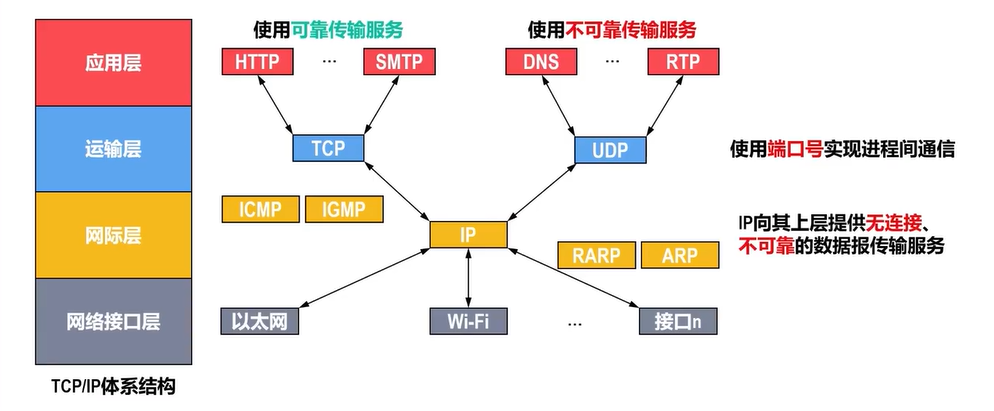 使用可靠传输服务
使用不可靠传输服务
应用层
HTTP
...
SMTP
DNS
...
RTP
运输层
TCP
UDP
使用端口号实现进程间通信
网际层
ICMP
IGMP
IP
RARP
ARP
IP向其上层提供无连接、
不可靠的数据报传输服务
网络接口层
以太网
Wi-Fi
...
接口n
TCP/IP体系结构